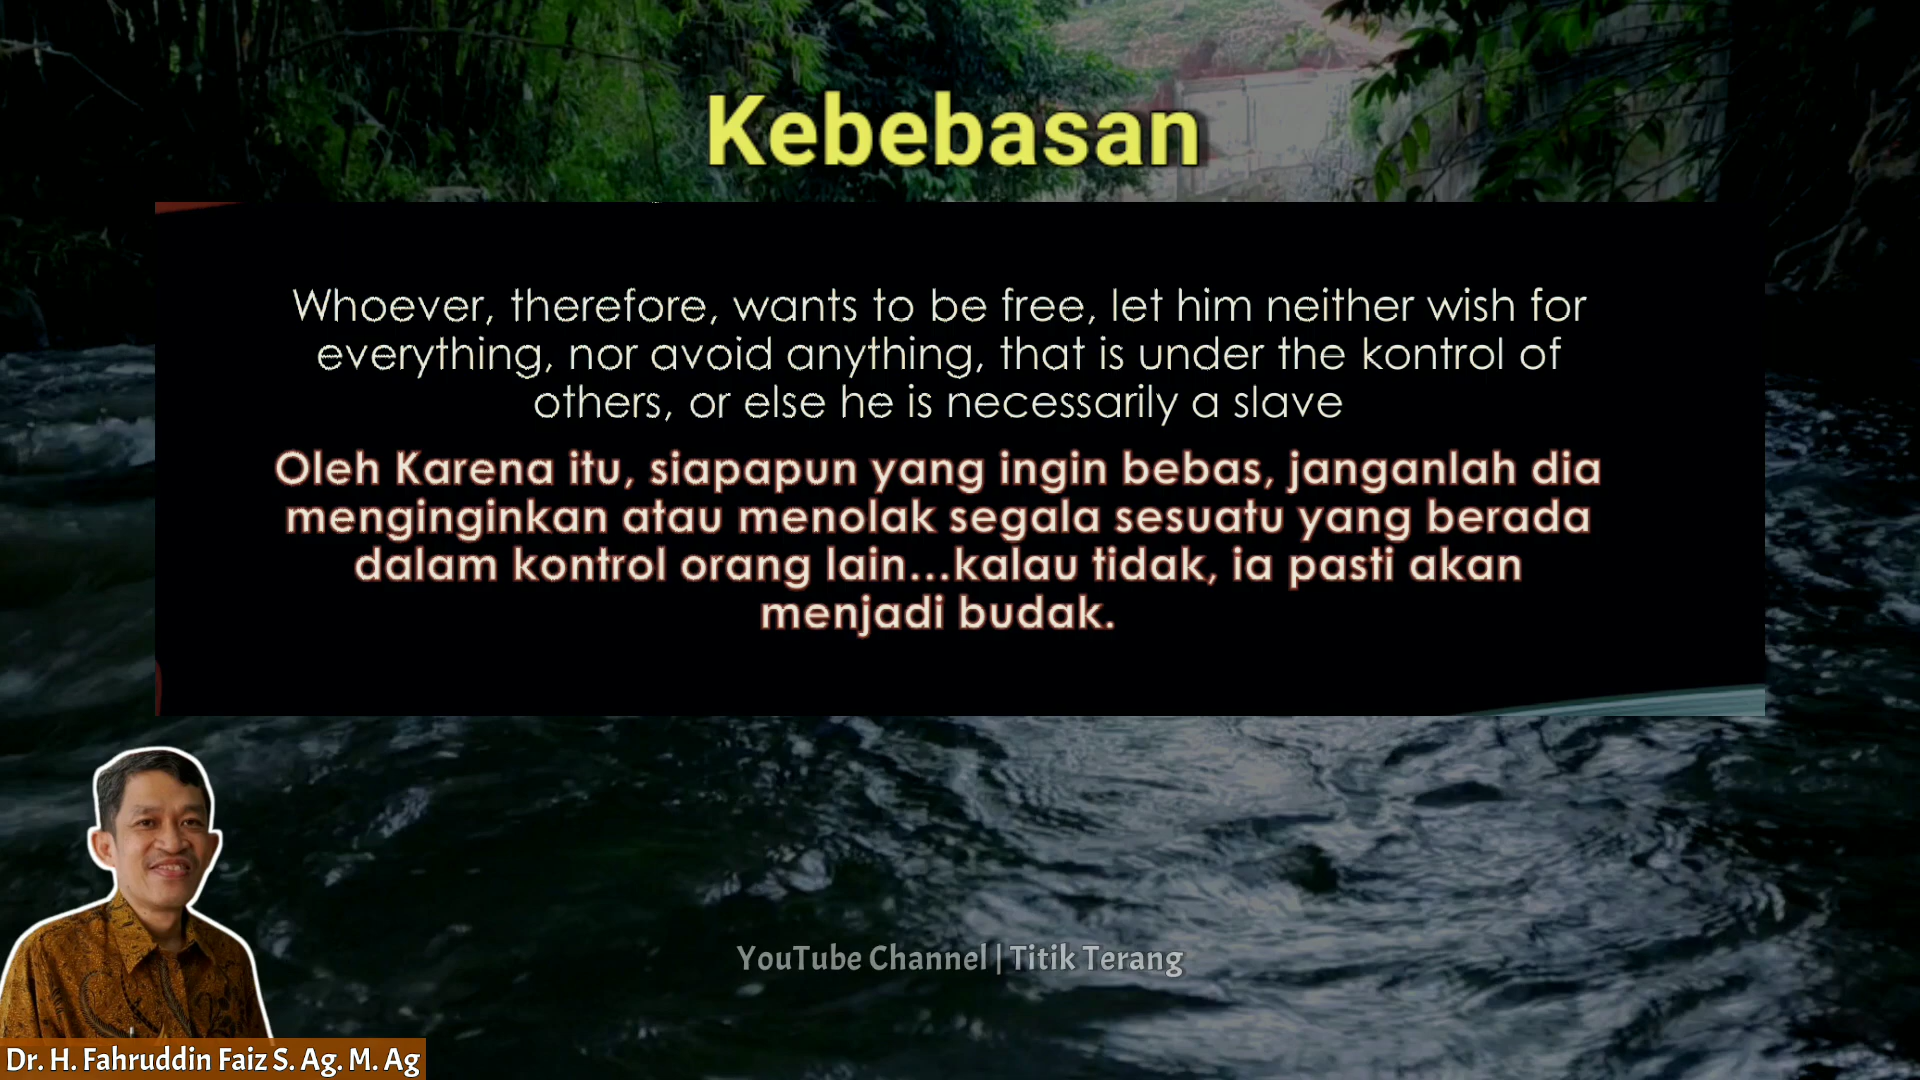 Kebebasan
Whoever, therefore, wants to be free, let him neither wish for
everything, nor avoid anything, that is under the kontrol of
others, or else he is necessarily a slave
Oleh Karena itu, siapapun yang ingin bebas, janganlah dia
menginginkan atau menolak segala sesuatu yang berada
dalam kontrol orang lain...kalau tidak, ia pasti akan
menjadi budak.
YouTube Channel | Titik Terang
Dr. H. Fahruddin Faiz S. Ag. M. Ag